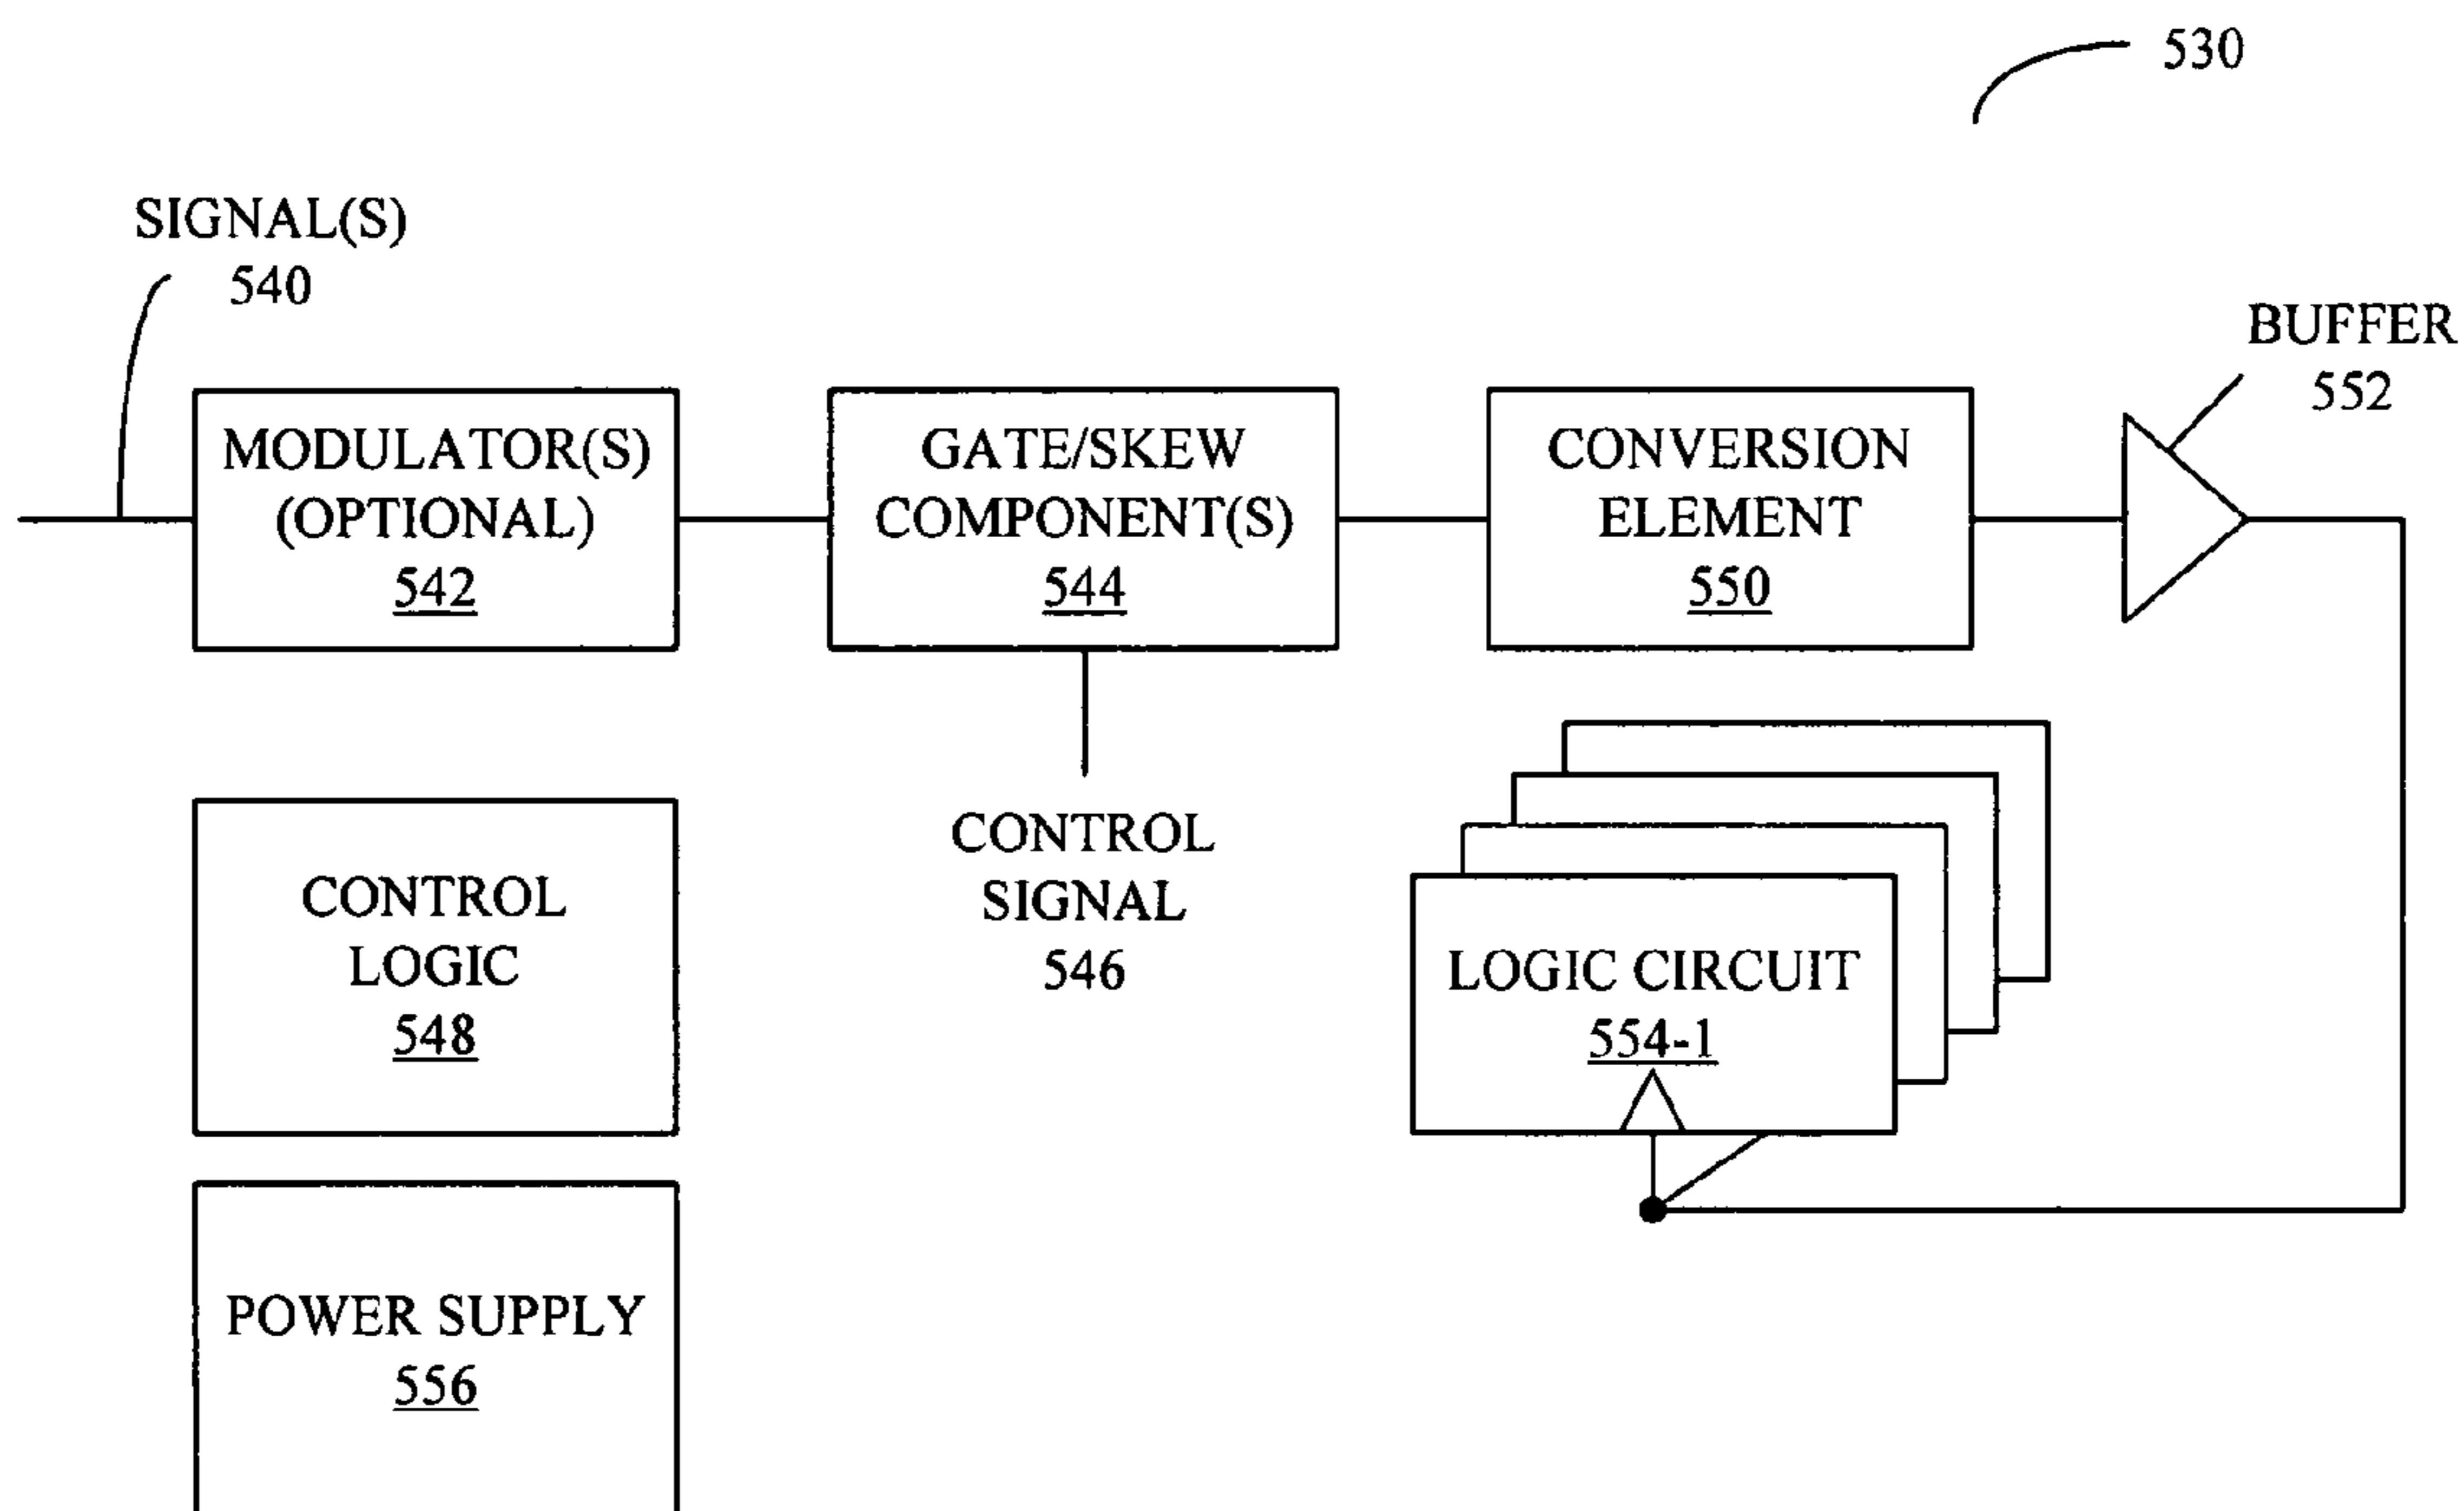 530
SIGNAL(S)
540
BUFFER
552
MODULATOR(S)
(OPTIONAL)
542
GATE/SKEW
COMPONENT(S)
544
CONVERSION
ELEMENT
550
CONTROL
SIGNAL
546
CONTROL
LOGIC
548
LOGIC CIRCUIT
554-1
POWER SUPPLY
556